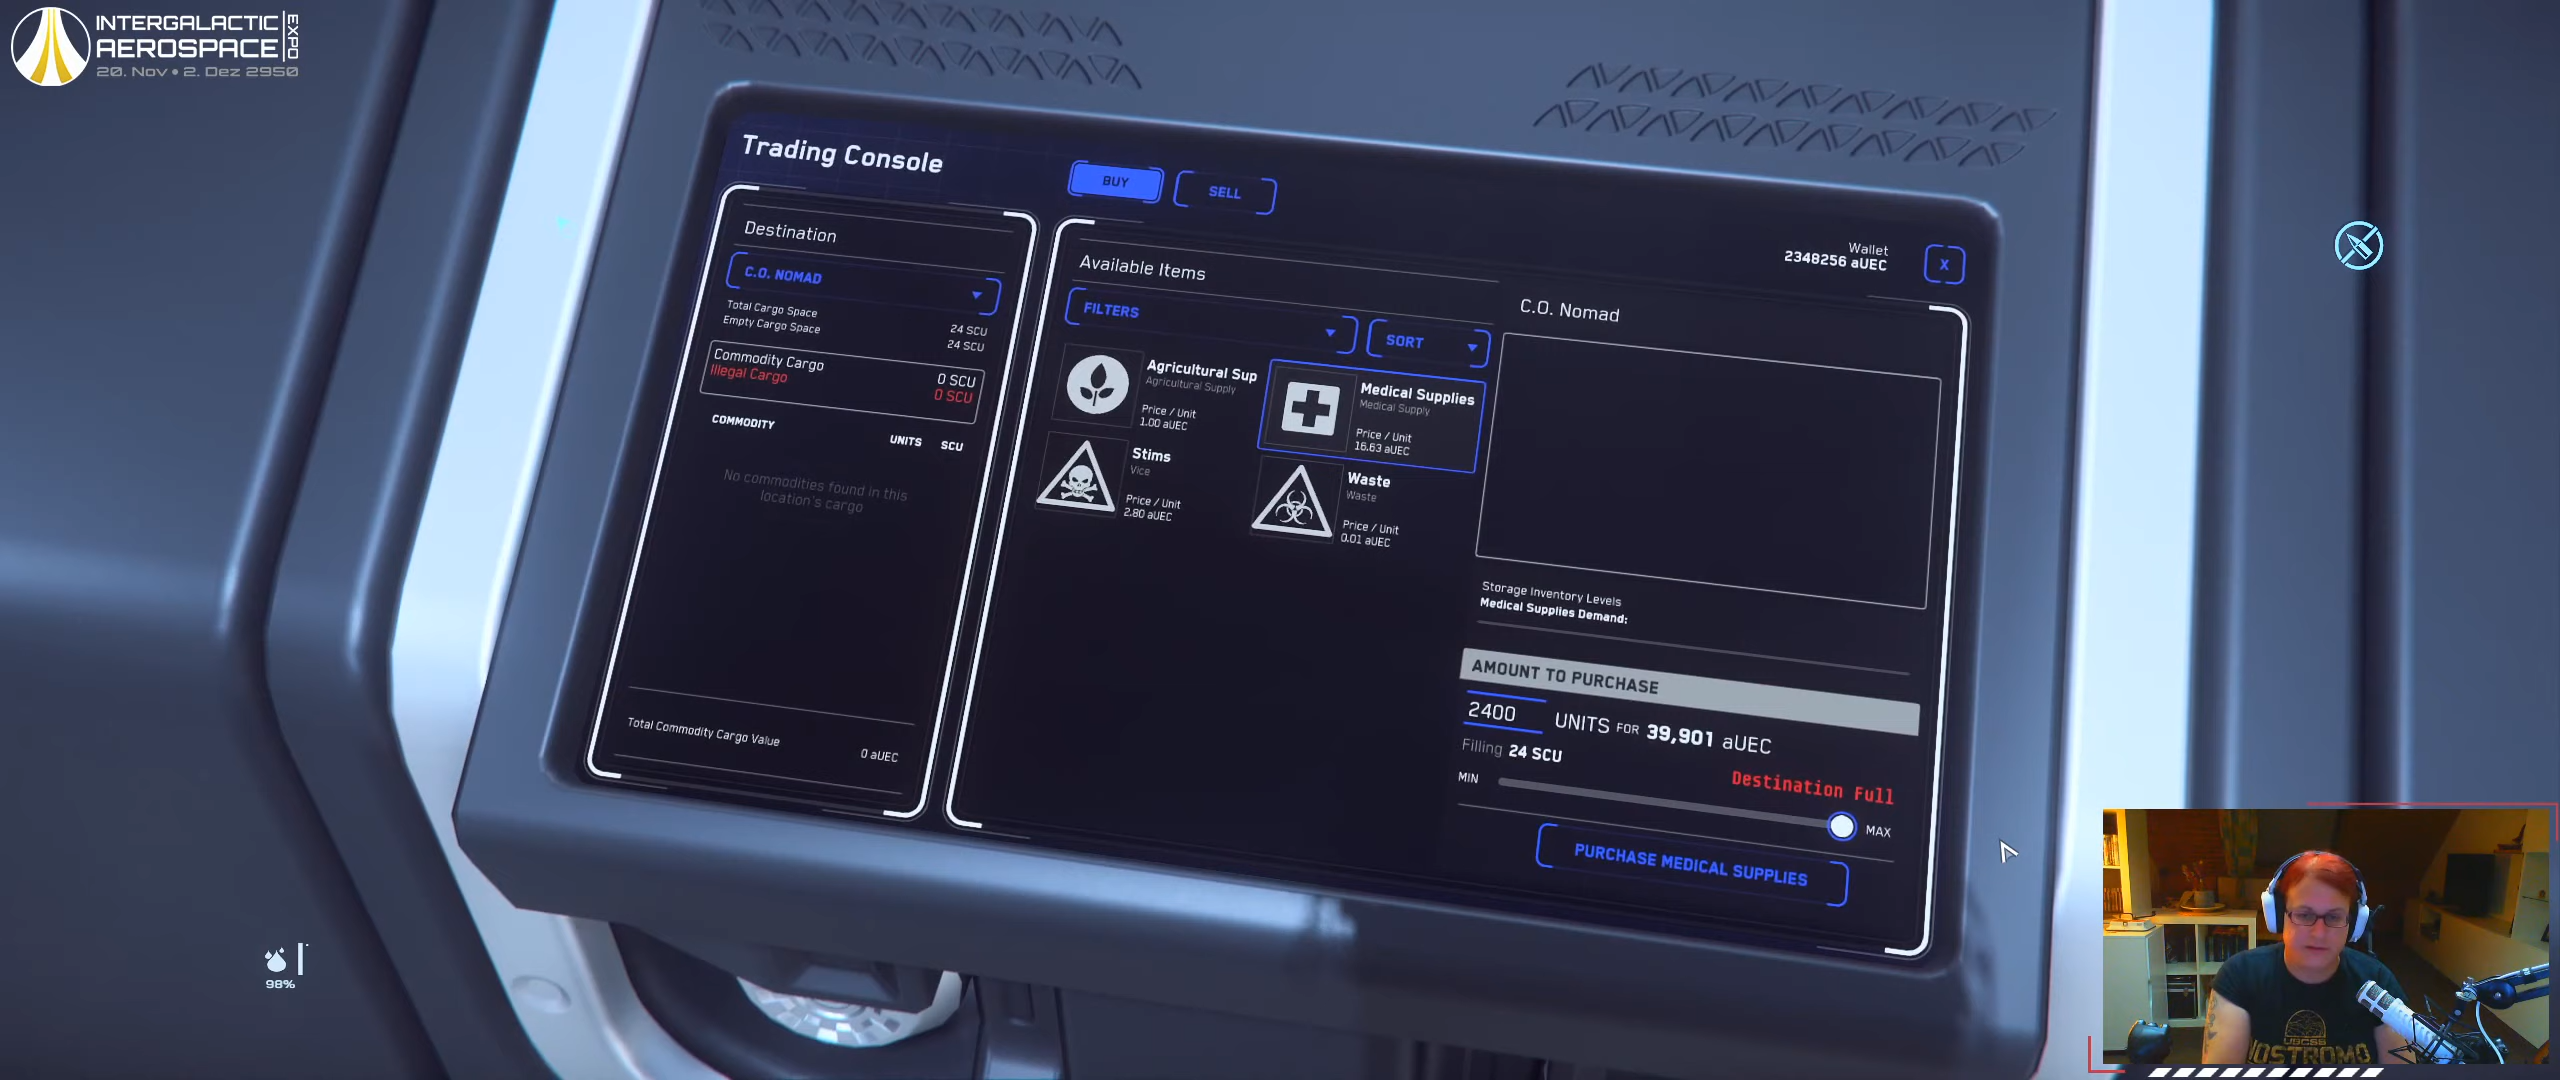 INTERGALACTIC
AEROSPACE
EXPO
20. Nov • 2. Dez 2950
Trading Console
BUY
SELL
Wallet
2348256 aUEC
X
Destination
C.O. NOMAD
Total Cargo Space 24 SCU
Empty Cargo Space 24 SCU
Commodity Cargo 0 SCU
Illegal Cargo 0 SCU
COMMODITY UNITS SCU
No commodities found in this
location's cargo
Total Commodity Cargo Value 0 aUEC
Available Items
FILTERS
SORT
Agricultural Sup
Agricultural Supply
Price / Unit
1.00 aUEC
Medical Supplies
Medical Supply
Price / Unit
16.63 aUEC
Stims
Vice
Price / Unit
2.80 aUEC
Waste
Waste
Price / Unit
0.01 aUEC
C.O. Nomad
Storage Inventory Levels
Medical Supplies Demand:
AMOUNT TO PURCHASE
2400 UNITS FOR 39,901 aUEC
Filling 24 SCU
Destination Full
MIN
MAX
PURCHASE MEDICAL SUPPLIES
98%
USCSS
NOSTROMO